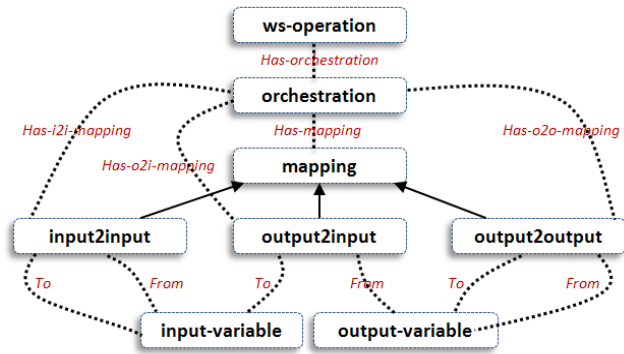 ws-operation
Has-orchestration
orchestration
Has-i2i-mapping
Has-mapping
Has-o2o-mapping
Has-o2i-mapping
mapping
input2input
output2input
output2output
To
From
To
From
To
From
input-variable
output-variable